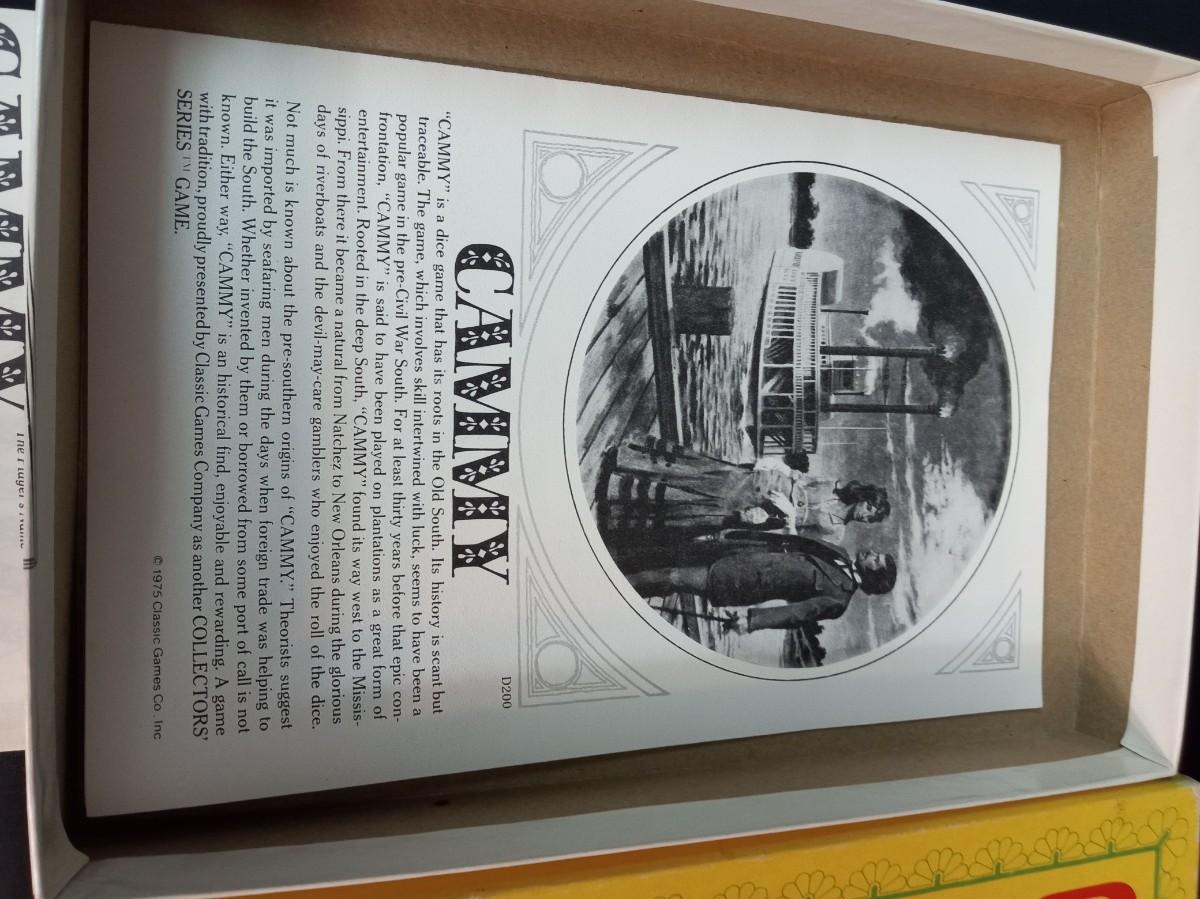 D200
CAMMY
"CAMMY" is a dice game that has its roots in the Old South. Its history is scant but
traceable. The game, which involves skill intertwined with luck, seems to have been a
popular game in the pre-Civil War South. For at least thirty years before that epic con-
frontation, "CAMMY" is said to have been played on plantations as a great form of
entertainment. Rooted in the deep South, "CAMMY" found its way west to the Missis-
sippi. From there it became a natural from Natchez to New Orleans during the glorious
days of riverboats and the devil-may-care gamblers who enjoyed the roll of the dice.
Not much is known about the pre-southern origins of "CAMMY." Theorists suggest
it was imported by seafaring men during the days when foreign trade was helping to
build the South. Whether invented by them or borrowed from some port of call is not
known. Either way, "CAMMY" is an historical find, enjoyable and rewarding. A game
with tradition, proudly presented by Classic Games Company as another COLLECTORS'
SERIES™ GAME.
© 1975 Classic Games Co., Inc
CAMMY